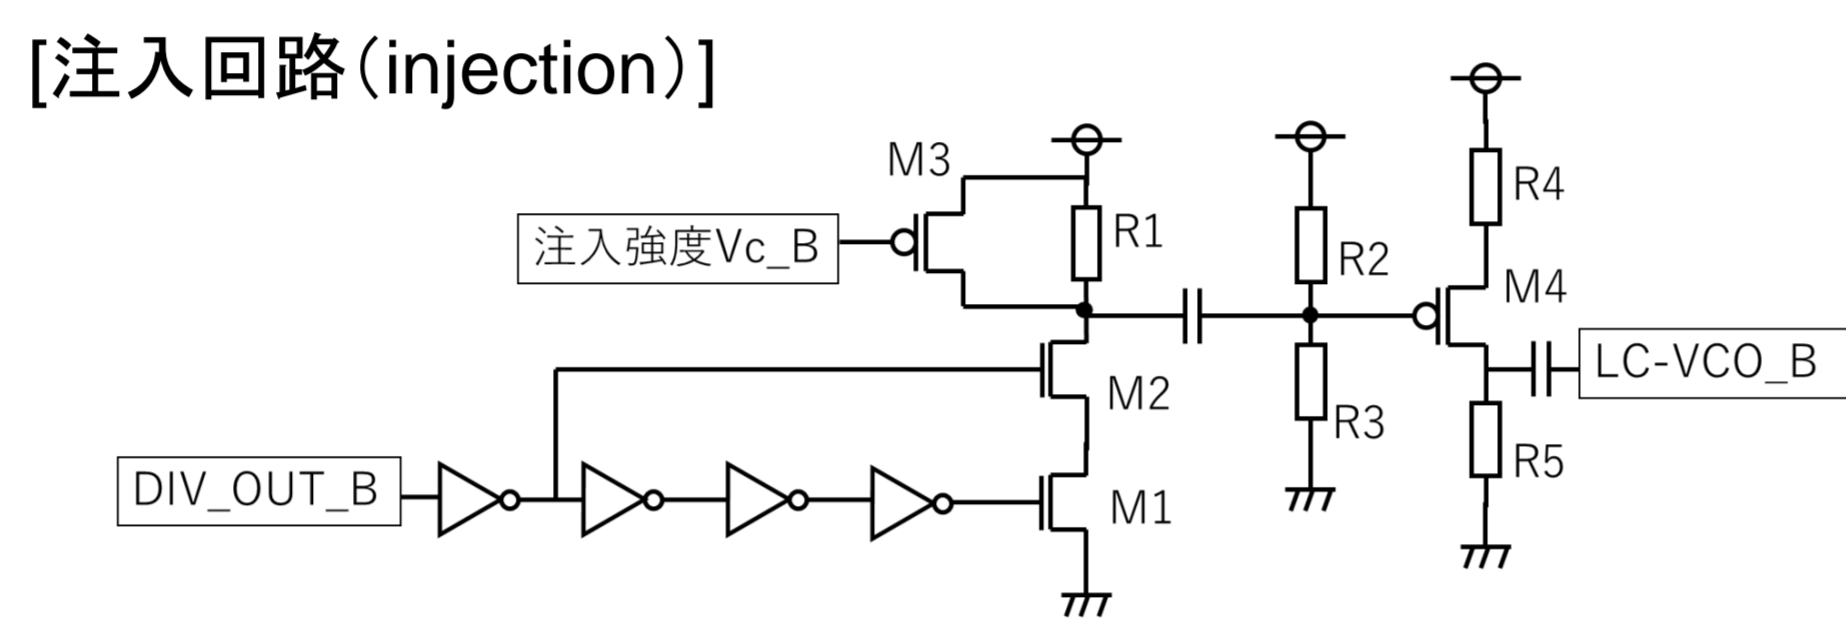 [注入回路（injection）]
M3
R1
注入強度Vc_B
R2
R4
M4
LC-VCO_B
M2
R3
R5
DIV_OUT_B
M1